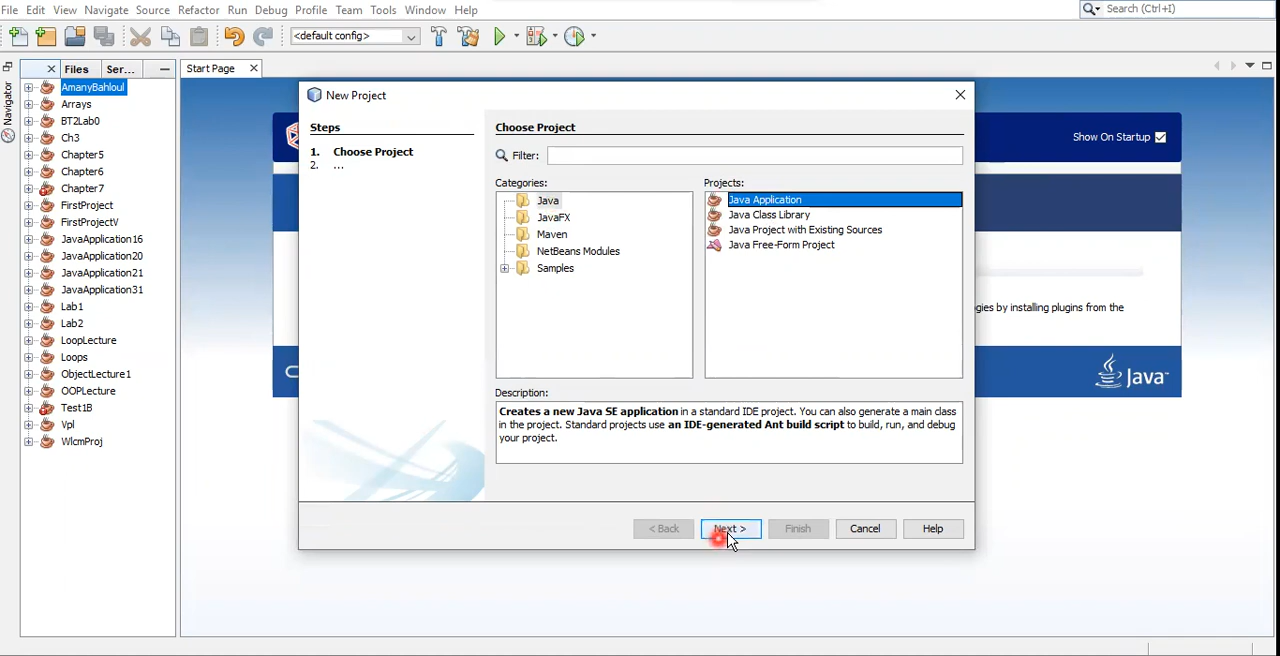 File Edit View Navigate Source Refactor Run Debug Profile Team Tools Window Help
Search (Ctrl+I)
<default config>
Files Ser...
Start Page
Navigator
AmanyBahloul
Arrays
BT2Lab0
Ch3
Chapter5
Chapter6
Chapter7
FirstProject
FirstProjectV
JavaApplication16
JavaApplication20
JavaApplication21
JavaApplication31
Lab1
Lab2
LoopLecture
Loops
ObjectLecture1
OOPLecture
Test1B
Vpl
WlcmProj
Show On Startup
gies by installing plugins from the
Java
New Project
Steps
1. Choose Project
2. ...
Choose Project
Filter:
Categories:
Java
JavaFX
Maven
NetBeans Modules
Samples
Projects:
Java Application
Java Class Library
Java Project with Existing Sources
Java Free-Form Project
Description:
Creates a new Java SE application in a standard IDE project. You can also generate a main class
in the project. Standard projects use an IDE-generated Ant build script to build, run, and debug
your project.
< Back Next > Finish Cancel Help